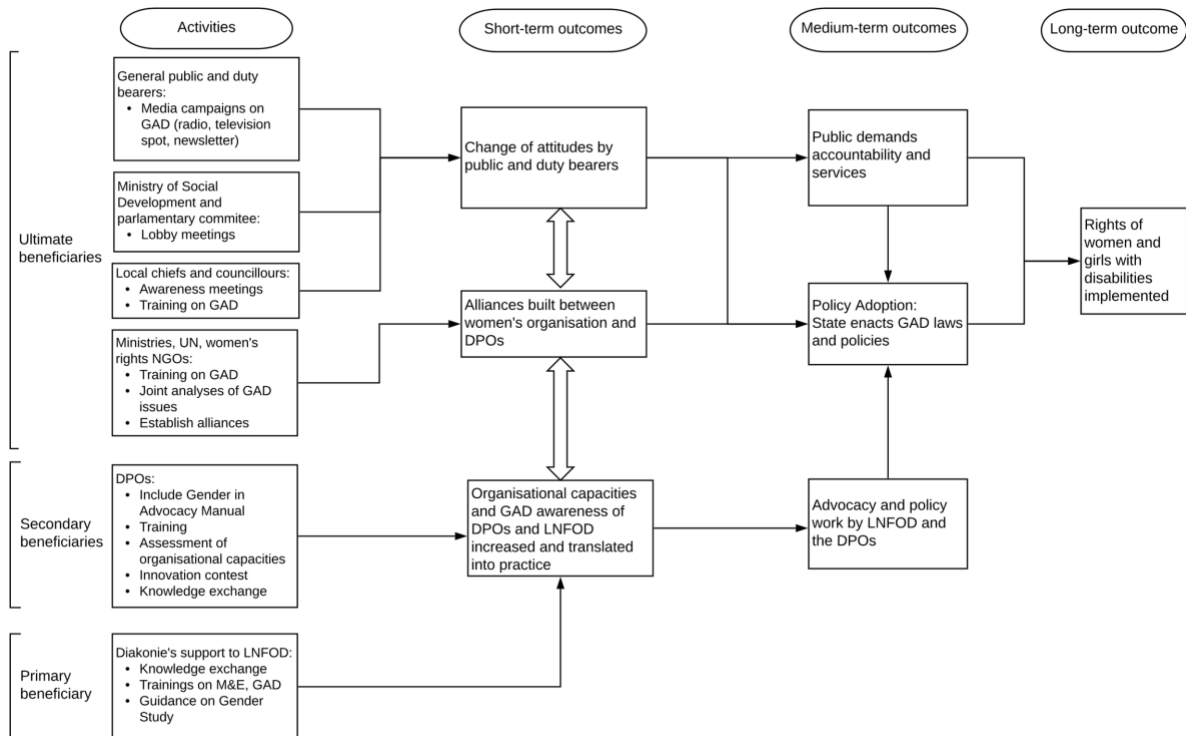 Activities
Short-term outcomes
Medium-term outcomes
Long-term outcome
Ultimate
beneficiaries
General public and duty
bearers:
• Media campaigns on
GAD (radio, television
spot, newsletter)
Ministry of Social
Development and
parliamentary commitee:
• Lobby meetings
Local chiefs and councillours:
• Awareness meetings
• Training on GAD
Ministries, UN, women's
rights NGOs:
• Training on GAD
• Joint analyses of GAD
issues
• Establish alliances
Change of attitudes by
public and duty bearers
Alliances built between
women's organisation and
DPOs
Public demands
accountability and
services
Policy Adoption:
State enacts GAD laws
and policies
Rights of
women and
girls with
disabilities
implemented
Secondary
beneficiaries
DPOs:
• Include Gender in
Advocacy Manual
• Training
• Assessment of
organisational capacities
• Innovation contest
• Knowledge exchange
Organisational capacities
and GAD awareness of
DPOs and LNFOD
increased and translated
into practice
Advocacy and policy
work by LNFOD and
the DPOs
Primary
beneficiary
Diakonie's support to LNFOD:
• Knowledge exchange
• Trainings on M&E, GAD
• Guidance on Gender
Study